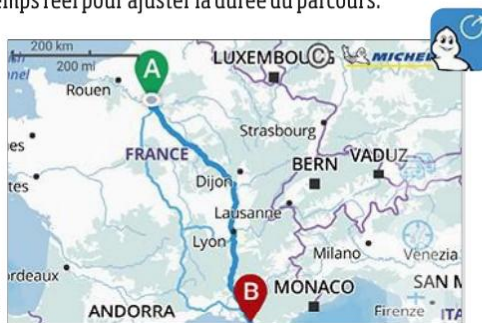 temps réel pour ajuster la durée du parcours.
200 km
200 mi
A
LUXEMBOURG
©
Rouen
Strasbourg
FRANCE
BERN
VADUZ
Dijon
Lausanne
Lyon
Milano
Venezia
B
MONACO
SAN M
ANDORRA
Firenze
ITA